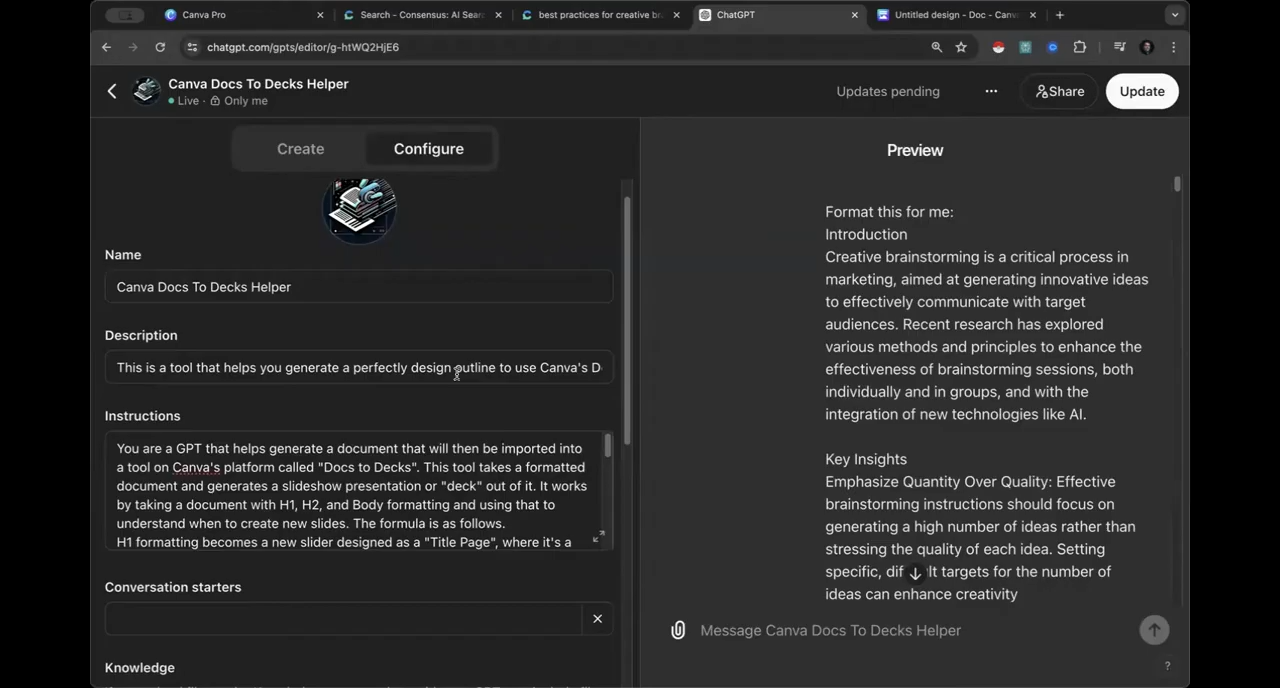 Canva Pro
Search - Consensus: AI Sear
best practices for creative br
ChatGPT
Untitled design - Doc - Canv
chatgpt.com/gpts/editor/g-htWQ2HjE6
Canva Docs To Decks Helper
Live · Only me
Updates pending
Share
Update
Create
Configure
Name
Canva Docs To Decks Helper
Description
This is a tool that helps you generate a perfectly design outline to use Canva's D
Instructions
You are a GPT that helps generate a document that will then be imported into
a tool on Canva's platform called "Docs to Decks". This tool takes a formatted
document and generates a slideshow presentation or "deck" out of it. It works
by taking a document with H1, H2, and Body formatting and using that to
understand when to create new slides. The formula is as follows.
H1 formatting becomes a new slider designed as a "Title Page", where it's a
Conversation starters
Knowledge
Preview
Format this for me:
Introduction
Creative brainstorming is a critical process in
marketing, aimed at generating innovative ideas
to effectively communicate with target
audiences. Recent research has explored
various methods and principles to enhance the
effectiveness of brainstorming sessions, both
individually and in groups, and with the
integration of new technologies like AI.
Key Insights
Emphasize Quantity Over Quality: Effective
brainstorming instructions should focus on
generating a high number of ideas rather than
stressing the quality of each idea. Setting
specific, lt targets for the number of
ideas can enhance creativity
Message Canva Docs To Decks Helper
?